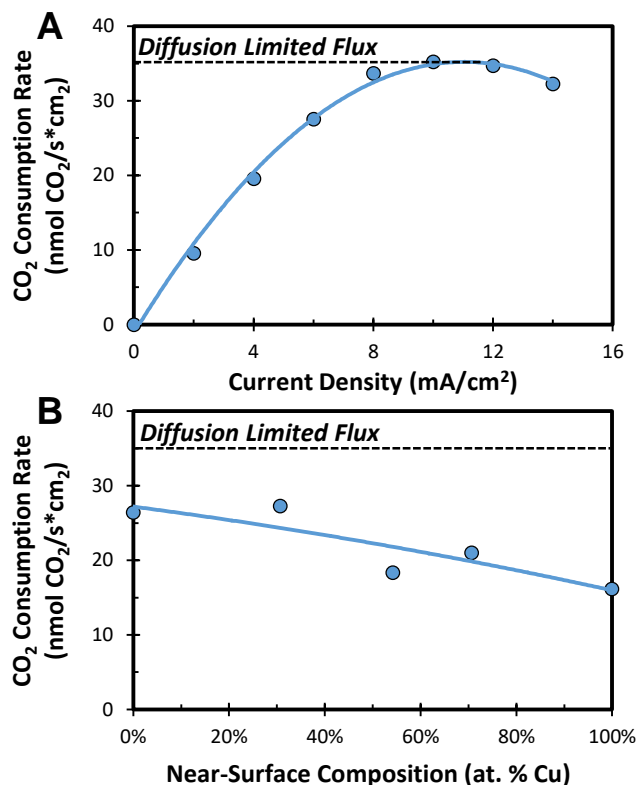 A
Diffusion Limited Flux
CO₂ Consumption Rate
(nmol CO₂/s*cm₂)
40
30
20
10
0
0
4
8
12
16
Current Density (mA/cm²)
B
Diffusion Limited Flux
CO₂ Consumption Rate
(nmol CO₂/s*cm₂)
40
30
20
10
0
0%
20%
40%
60%
80%
100%
Near-Surface Composition (at. % Cu)